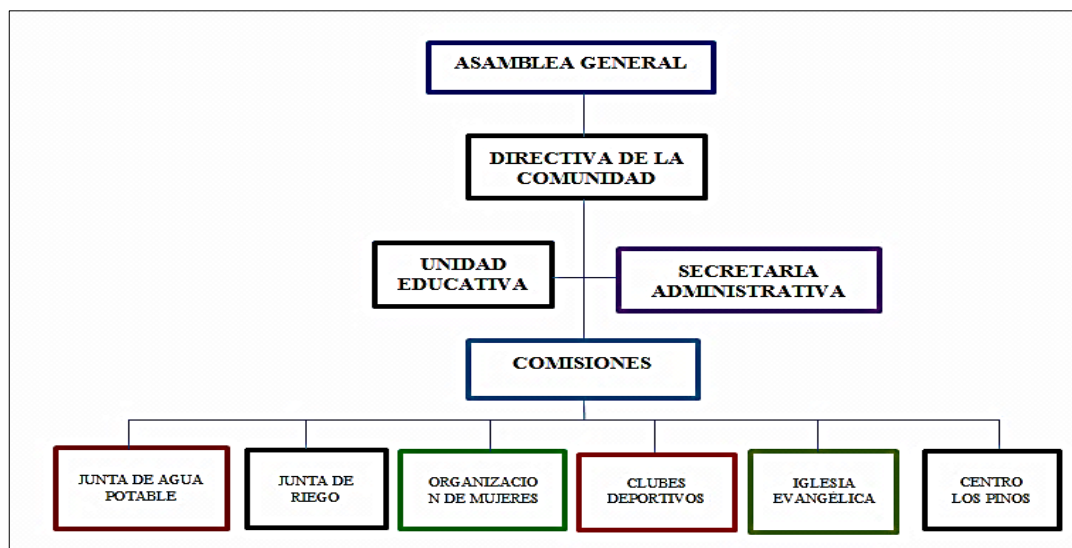 ASAMBLEA GENERAL
DIRECTIVA DE LA
COMUNIDAD
UNIDAD
EDUCATIVA
SECRETARIA
ADMINISTRATIVA
COMISIONES
JUNTA DE AGUA
POTABLE
JUNTA DE
RIEGO
ORGANIZACIO
N DE MUJERES
CLUBES
DEPORTIVOS
IGLESIA
EVANGÉLICA
CENTRO
LOS PINOS